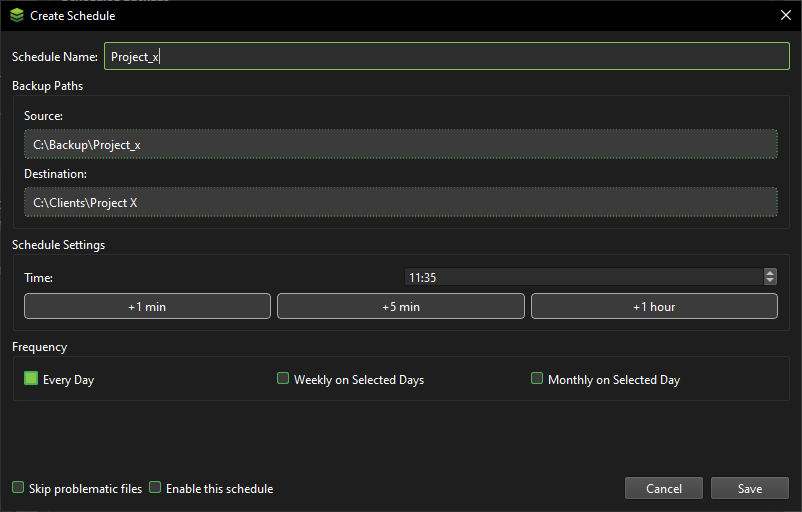 Create Schedule
Schedule Name: Project_x
Backup Paths
Source:
C:\Backup\Project_x
Destination:
C:\Clients\Project X
Schedule Settings
Time: 11:35
+1 min +5 min +1 hour
Frequency
Every Day Weekly on Selected Days Monthly on Selected Day
Skip problematic files Enable this schedule Cancel Save